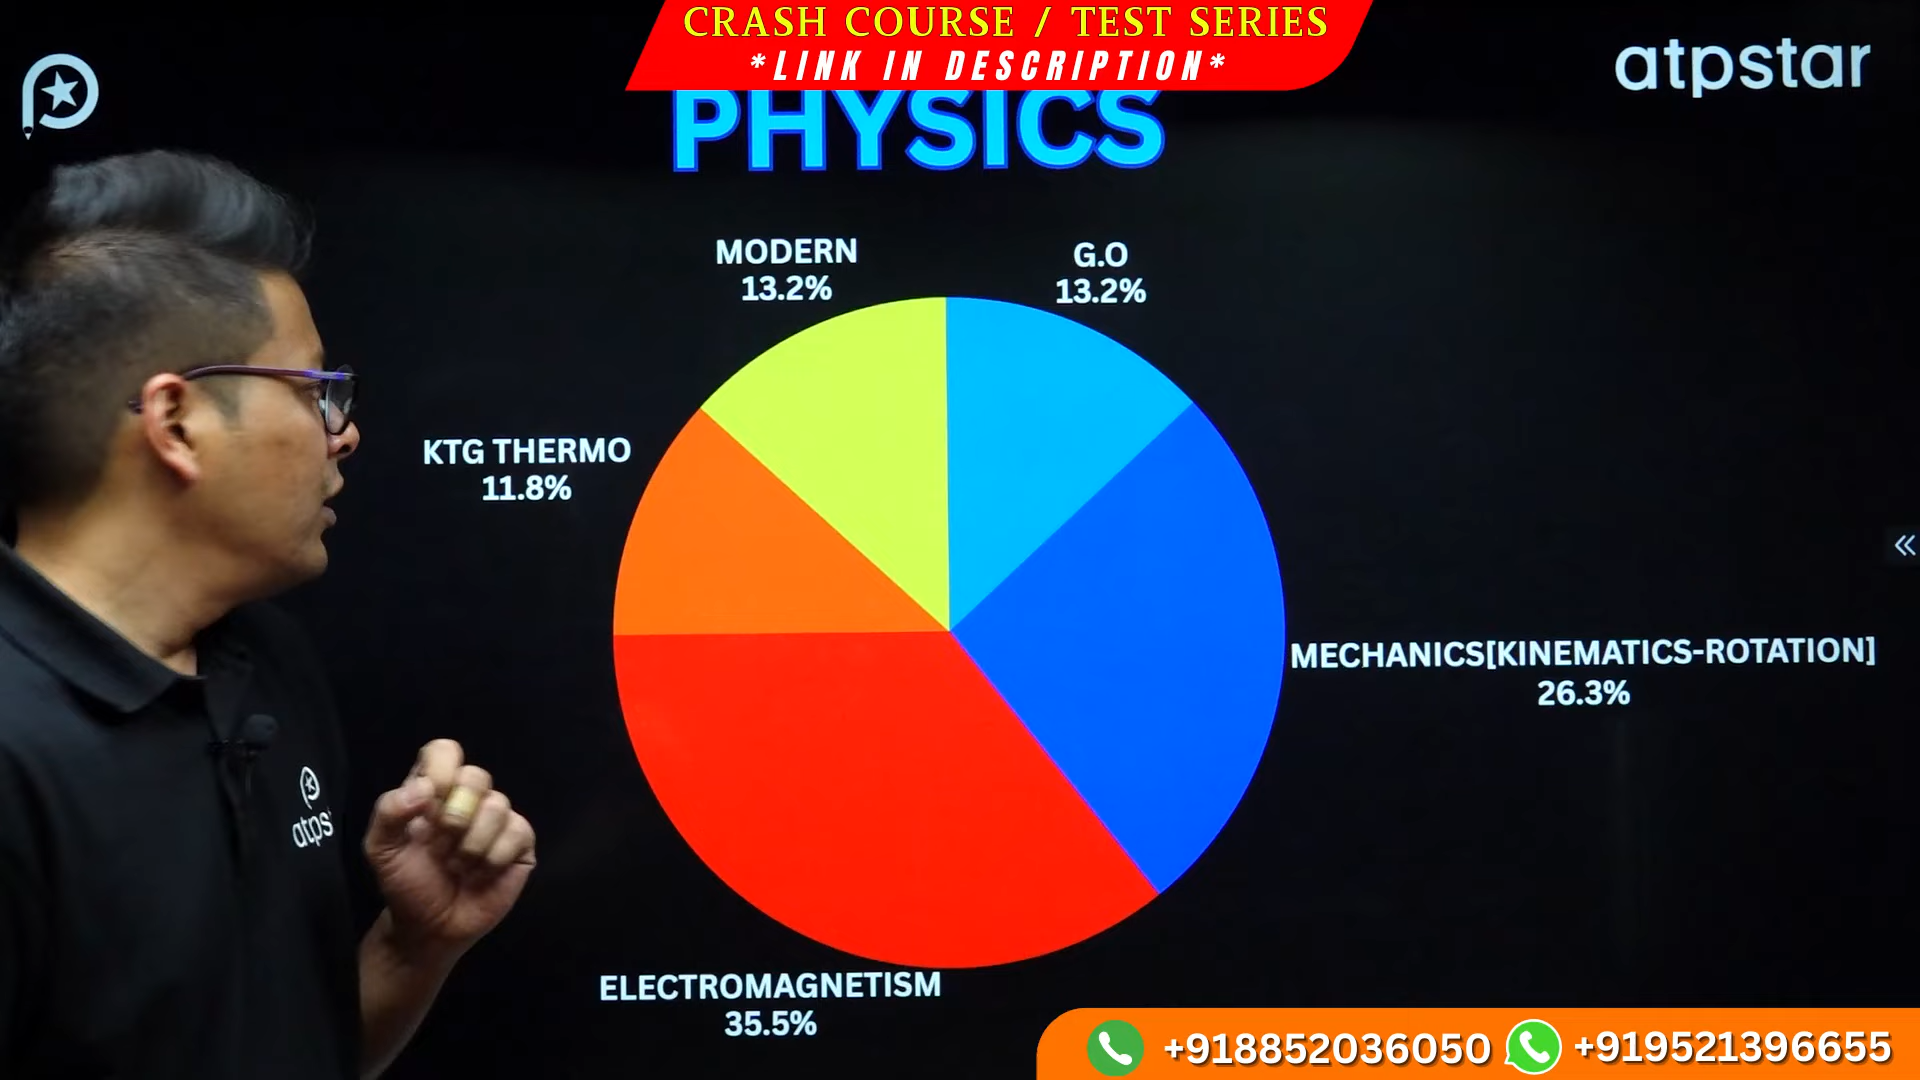 CRASH COURSE / TEST SERIES
*LINK IN DESCRIPTION*
atpstar
PHYSICS
MODERN
13.2%
G.O
13.2%
KTG THERMO
11.8%
MECHANICS[KINEMATICS-ROTATION]
26.3%
atps
ELECTROMAGNETISM
35.5%
+918852036050
+919521396655